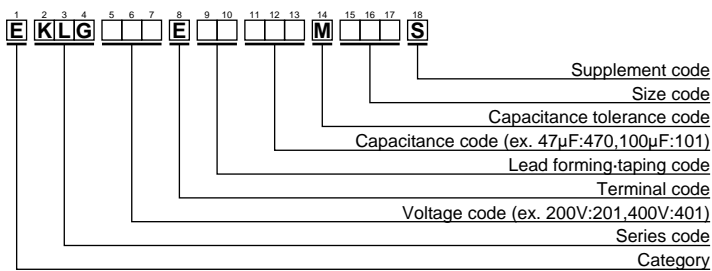 1 2 3 4 5 6 7 8 9 10 11 12 13 14 15 16 17 18
E KLG E M S
Supplement code
Size code
Capacitance tolerance code
Capacitance code (ex. 47μF:470,100μF:101)
Lead forming·taping code
Terminal code
Voltage code (ex. 200V:201,400V:401)
Series code
Category